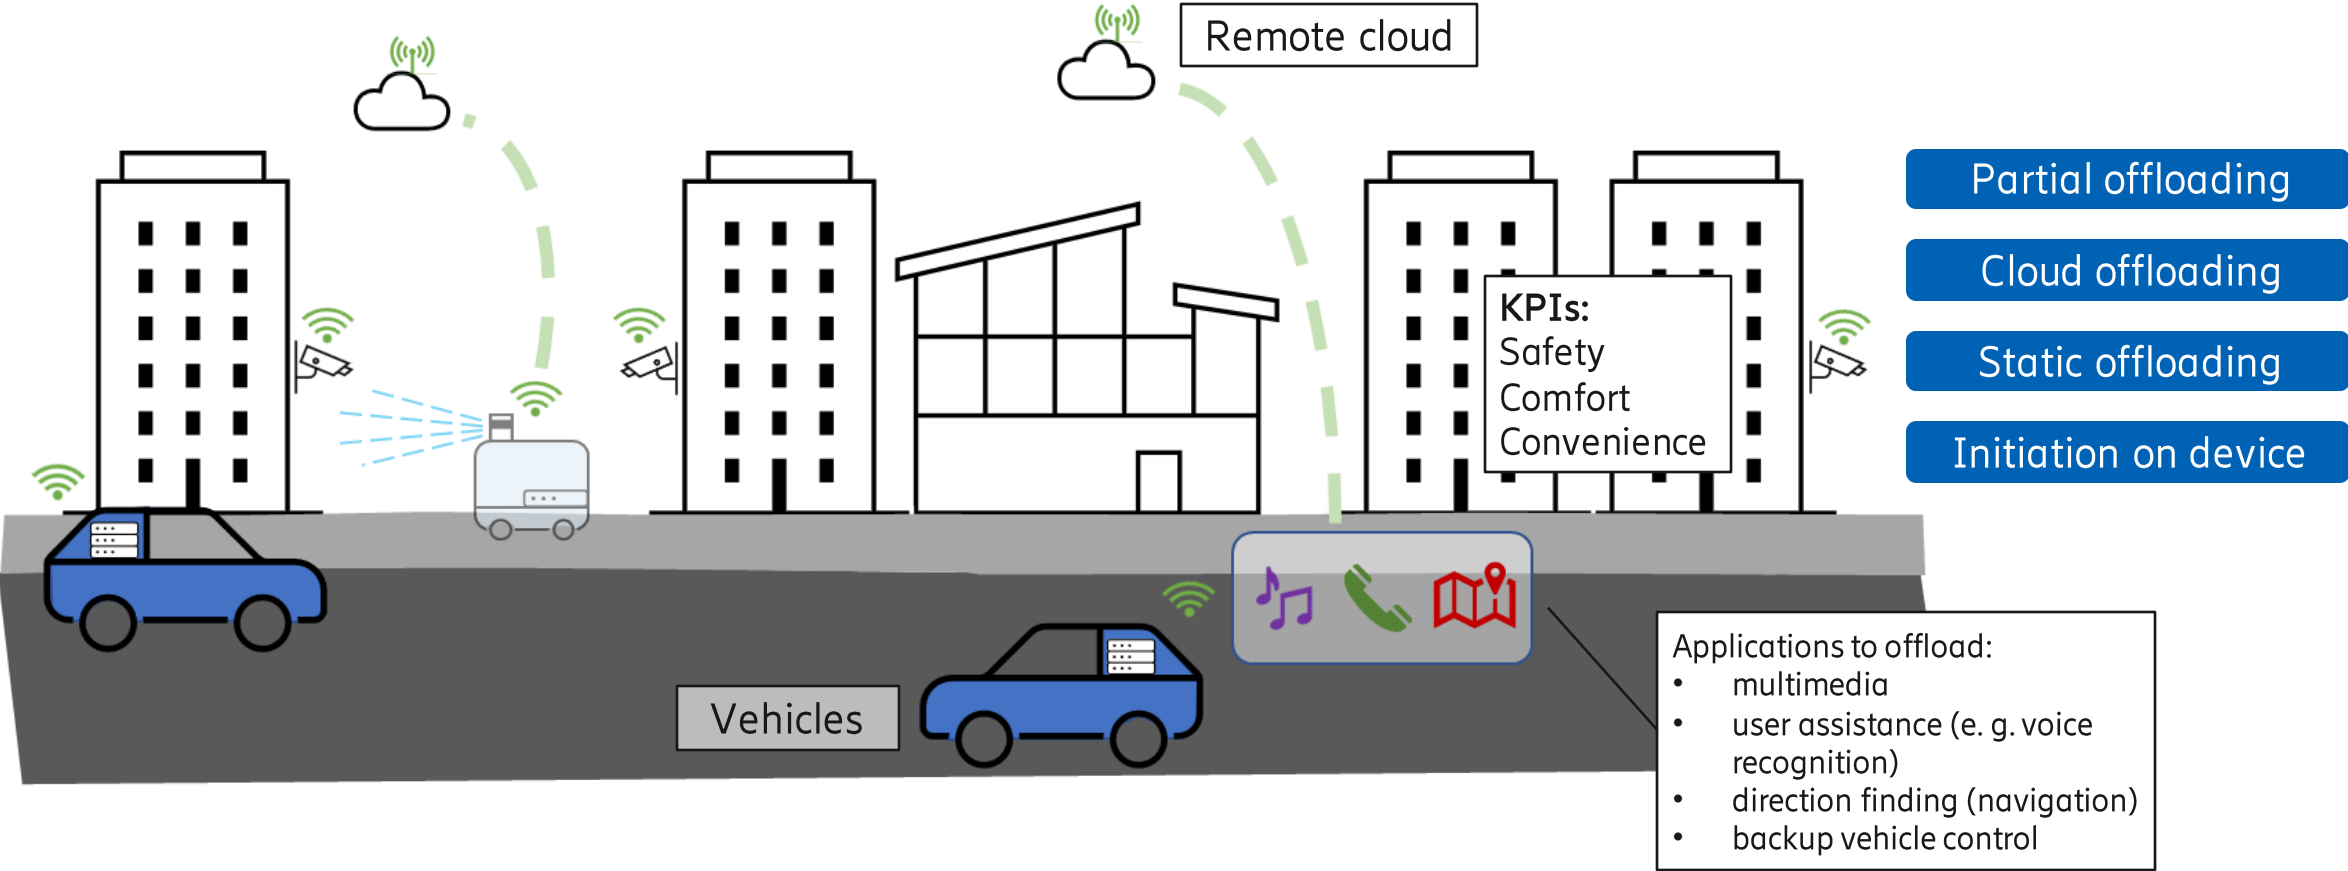 Remote cloud
Partial offloading
Cloud offloading
Static offloading
Initiation on device
KPIs:
Safety
Comfort
Convenience
Vehicles
Applications to offload:
• multimedia
• user assistance (e. g. voice
recognition)
• direction finding (navigation)
• backup vehicle control